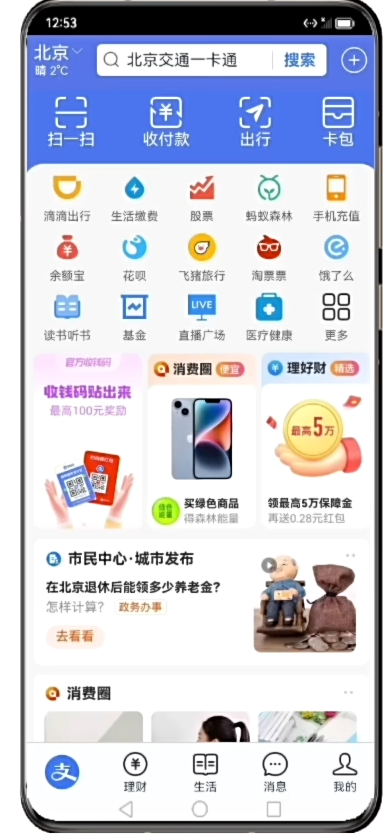 12:53
北京
晴 2°C
北京交通一卡通
搜索
扫一扫
收付款
出行
卡包
滴滴出行
生活缴费
股票
蚂蚁森林
手机充值
余额宝
花呗
飞猪旅行
淘票票
饿了么
读书听书
基金
LIVE
直播广场
医疗健康
更多
官方收钱码
收钱码贴出来
最高100元奖励
消费圈
便宜
买绿色商品
得森林能量
理好财
精选
最高5万
领最高5万保障金
再送0.28元红包
市民中心·城市发布
在北京退休后能领多少养老金?
怎样计算?
政务办事
去看看
消费圈
支
理财
生活
消息
我的